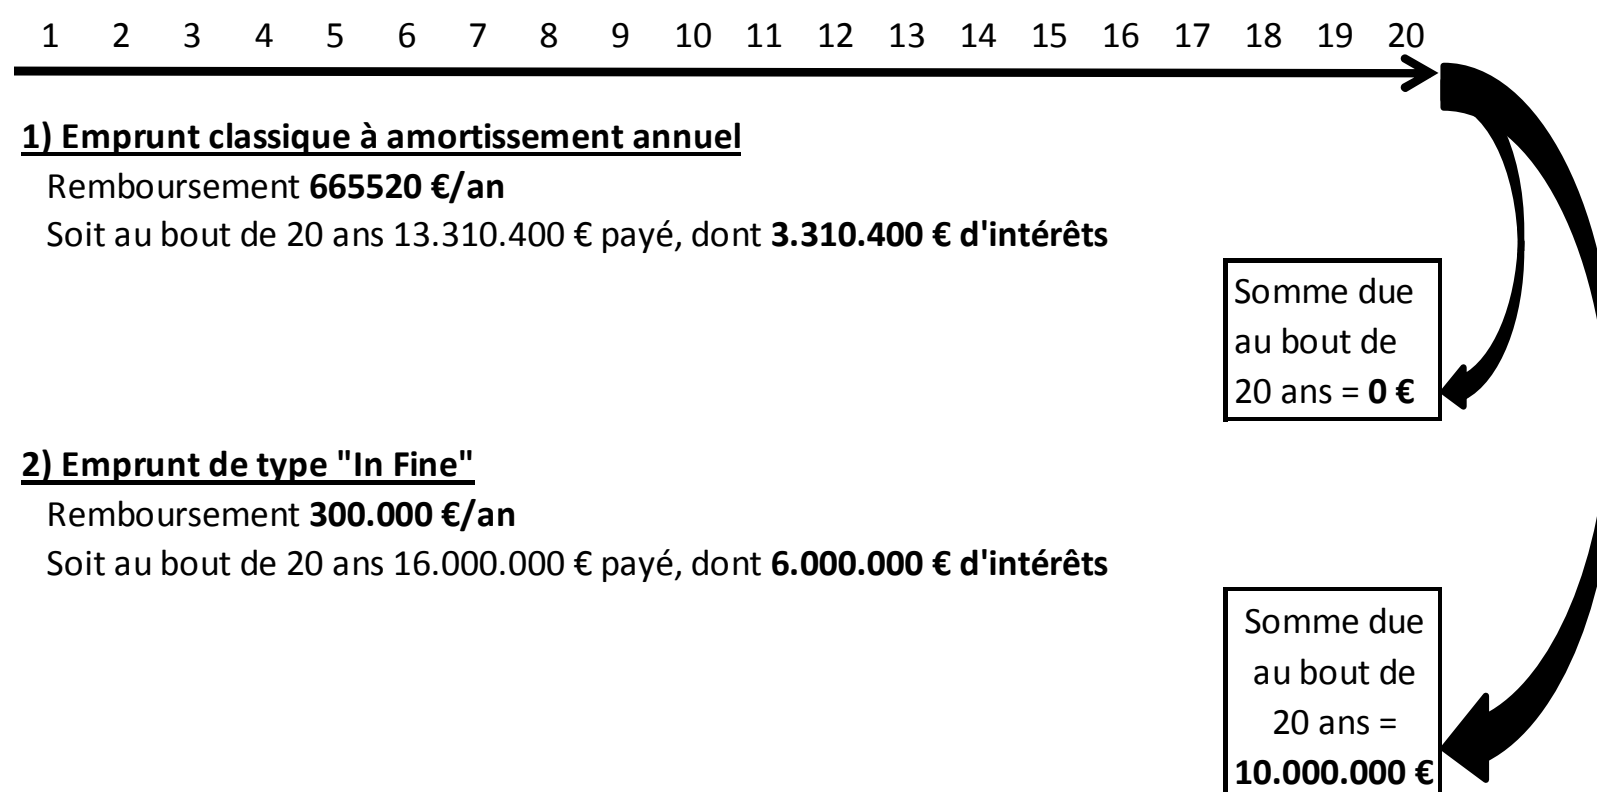 1 2 3 4 5 6 7 8 9 10 11 12 13 14 15 16 17 18 19 20
1) Emprunt classique à amortissement annuel
Remboursement 665520 €/an
Soit au bout de 20 ans 13.310.400 € payé, dont 3.310.400 € d'intérêts
Somme due
au bout de
20 ans = 0 €
2) Emprunt de type "In Fine"
Remboursement 300.000 €/an
Soit au bout de 20 ans 16.000.000 € payé, dont 6.000.000 € d'intérêts
Somme due
au bout de
20 ans =
10.000.000 €